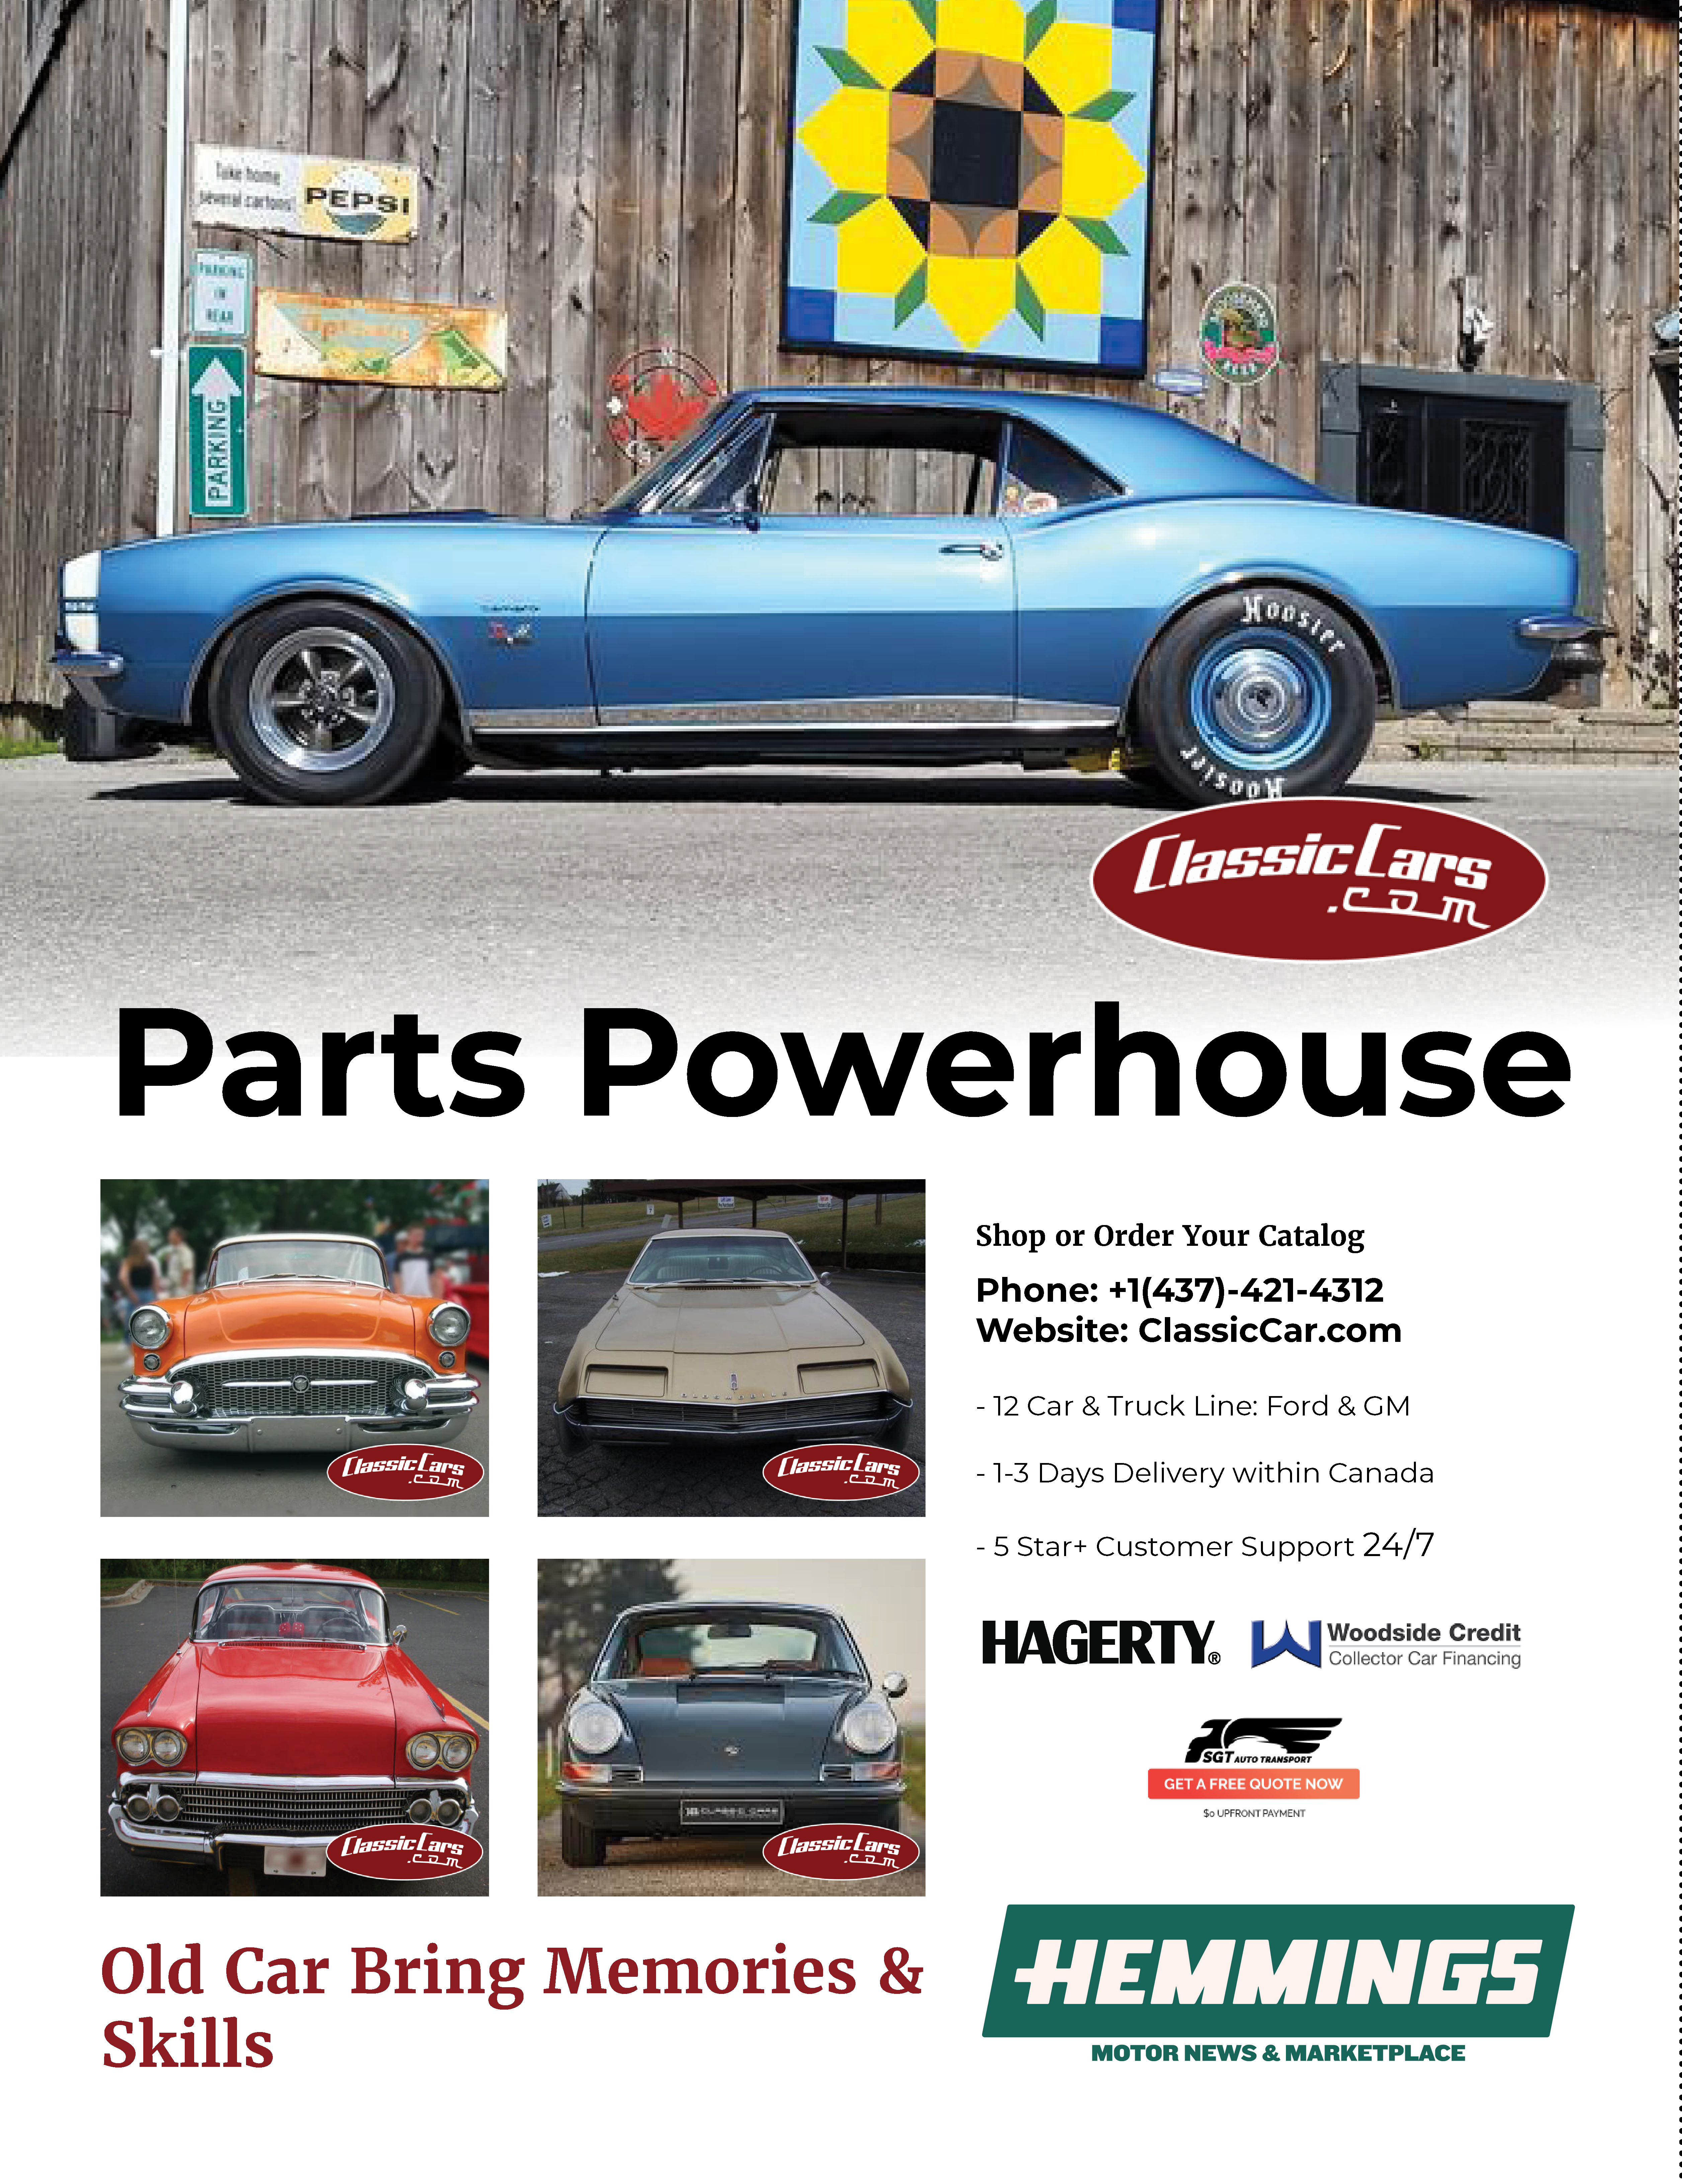 Take home
several cartons
PEPSI
PARKING
IN
REAR
PARKING
Hoosier
Hoosier
ClassicCars
.com
Parts Powerhouse
Shop or Order Your Catalog
Phone: +1(437)-421-4312
Website: ClassicCar.com
- 12 Car & Truck Line: Ford & GM
- 1-3 Days Delivery within Canada
- 5 Star+ Customer Support 24/7
ClassicCars
.com
ClassicCars
.com
HAGERTY®
Woodside Credit
Collector Car Financing
SGT AUTO TRANSPORT
GET A FREE QUOTE NOW
$0 UPFRONT PAYMENT
CLASSIC CARS
ClassicCars
.com
ClassicCars
.com
Old Car Bring Memories &
Skills
HEMMINGS
MOTOR NEWS & MARKETPLACE